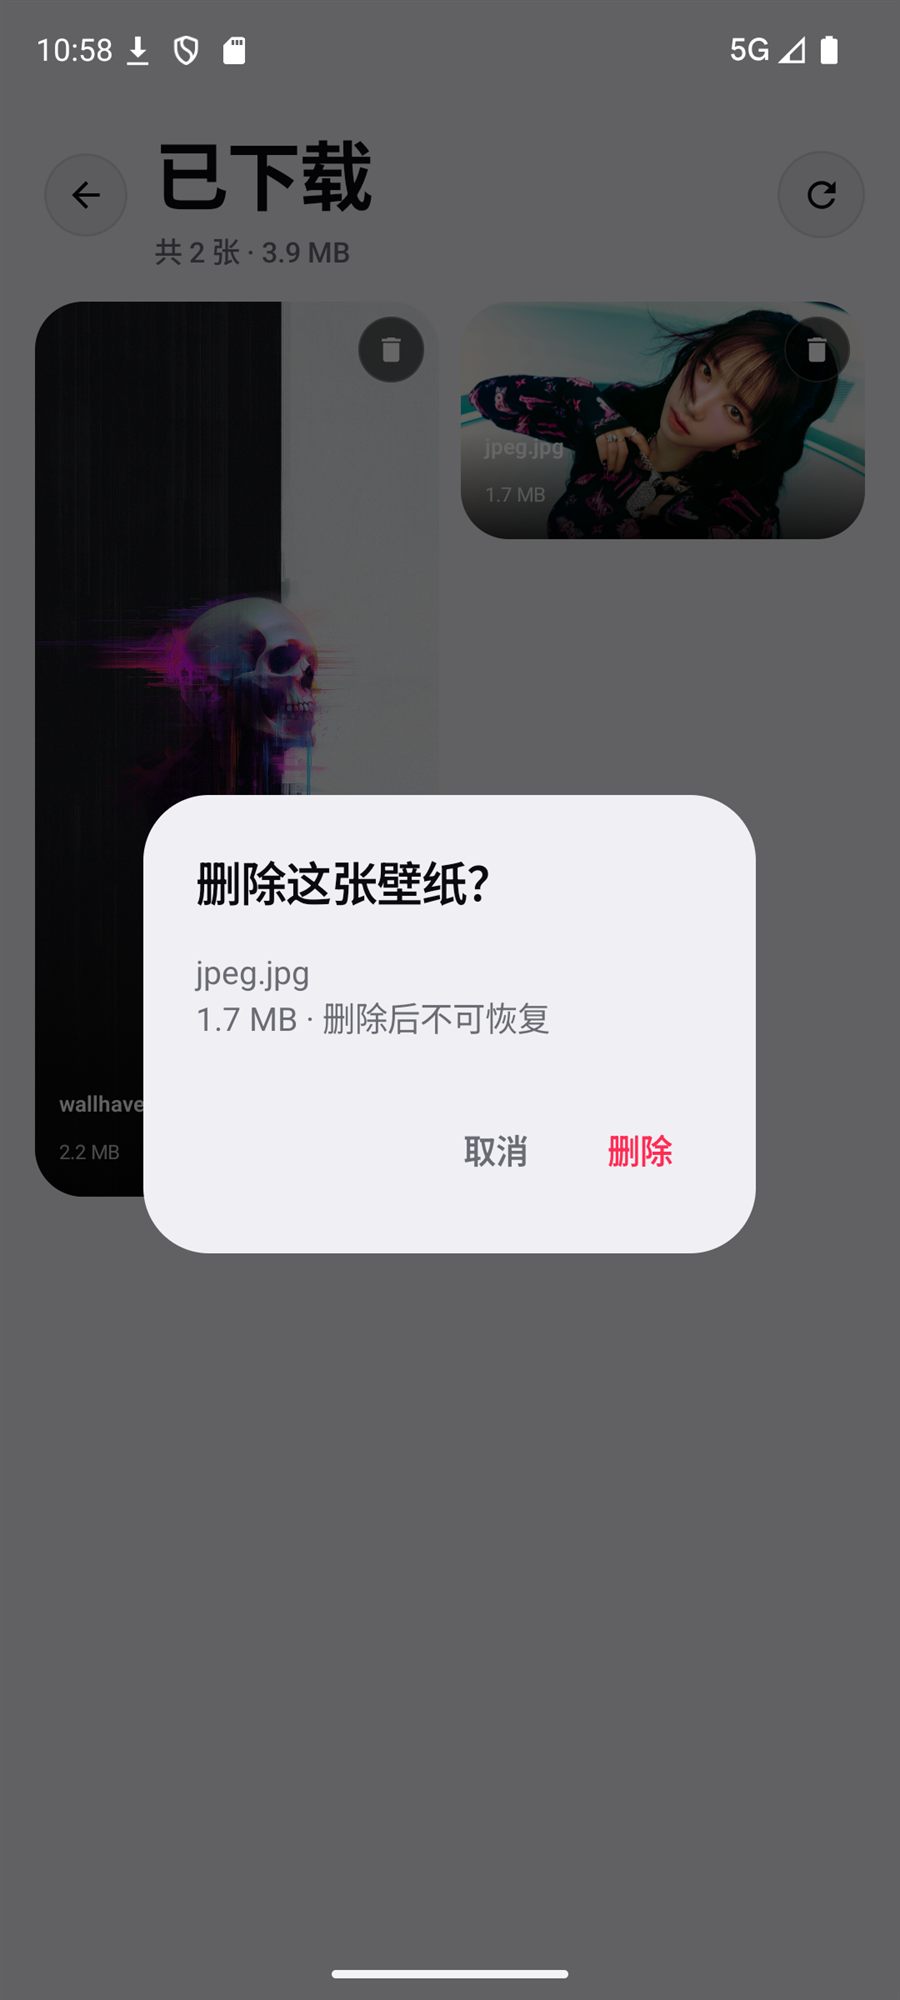 10:58
5G
已下载
共 2 张 · 3.9 MB
jpeg.jpg
1.7 MB
删除这张壁纸?
jpeg.jpg
1.7 MB · 删除后不可恢复
取消
删除
wallhave
2.2 MB